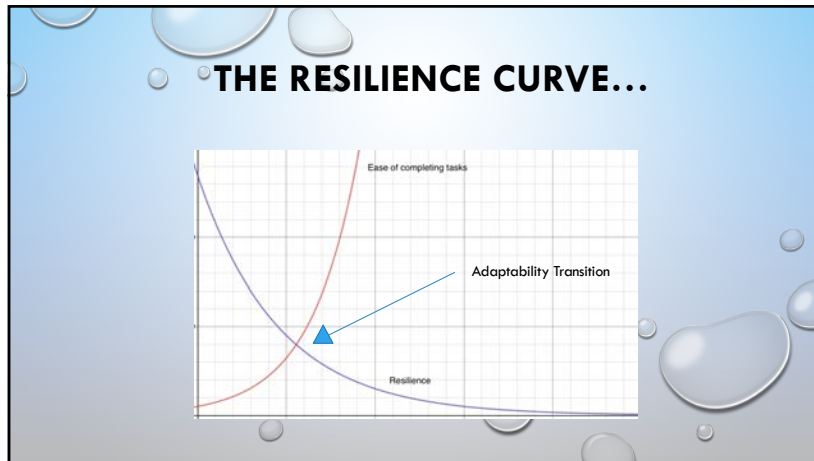 THE RESILIENCE CURVE...
Ease of completing tasks
Adaptability Transition
Resilience